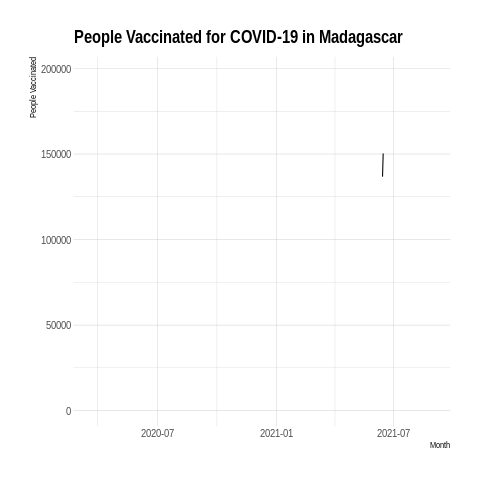 People Vaccinated for COVID-19 in Madagascar
People Vaccinated
200000
150000
100000
50000
0
2020-07 2021-01 2021-07
Month